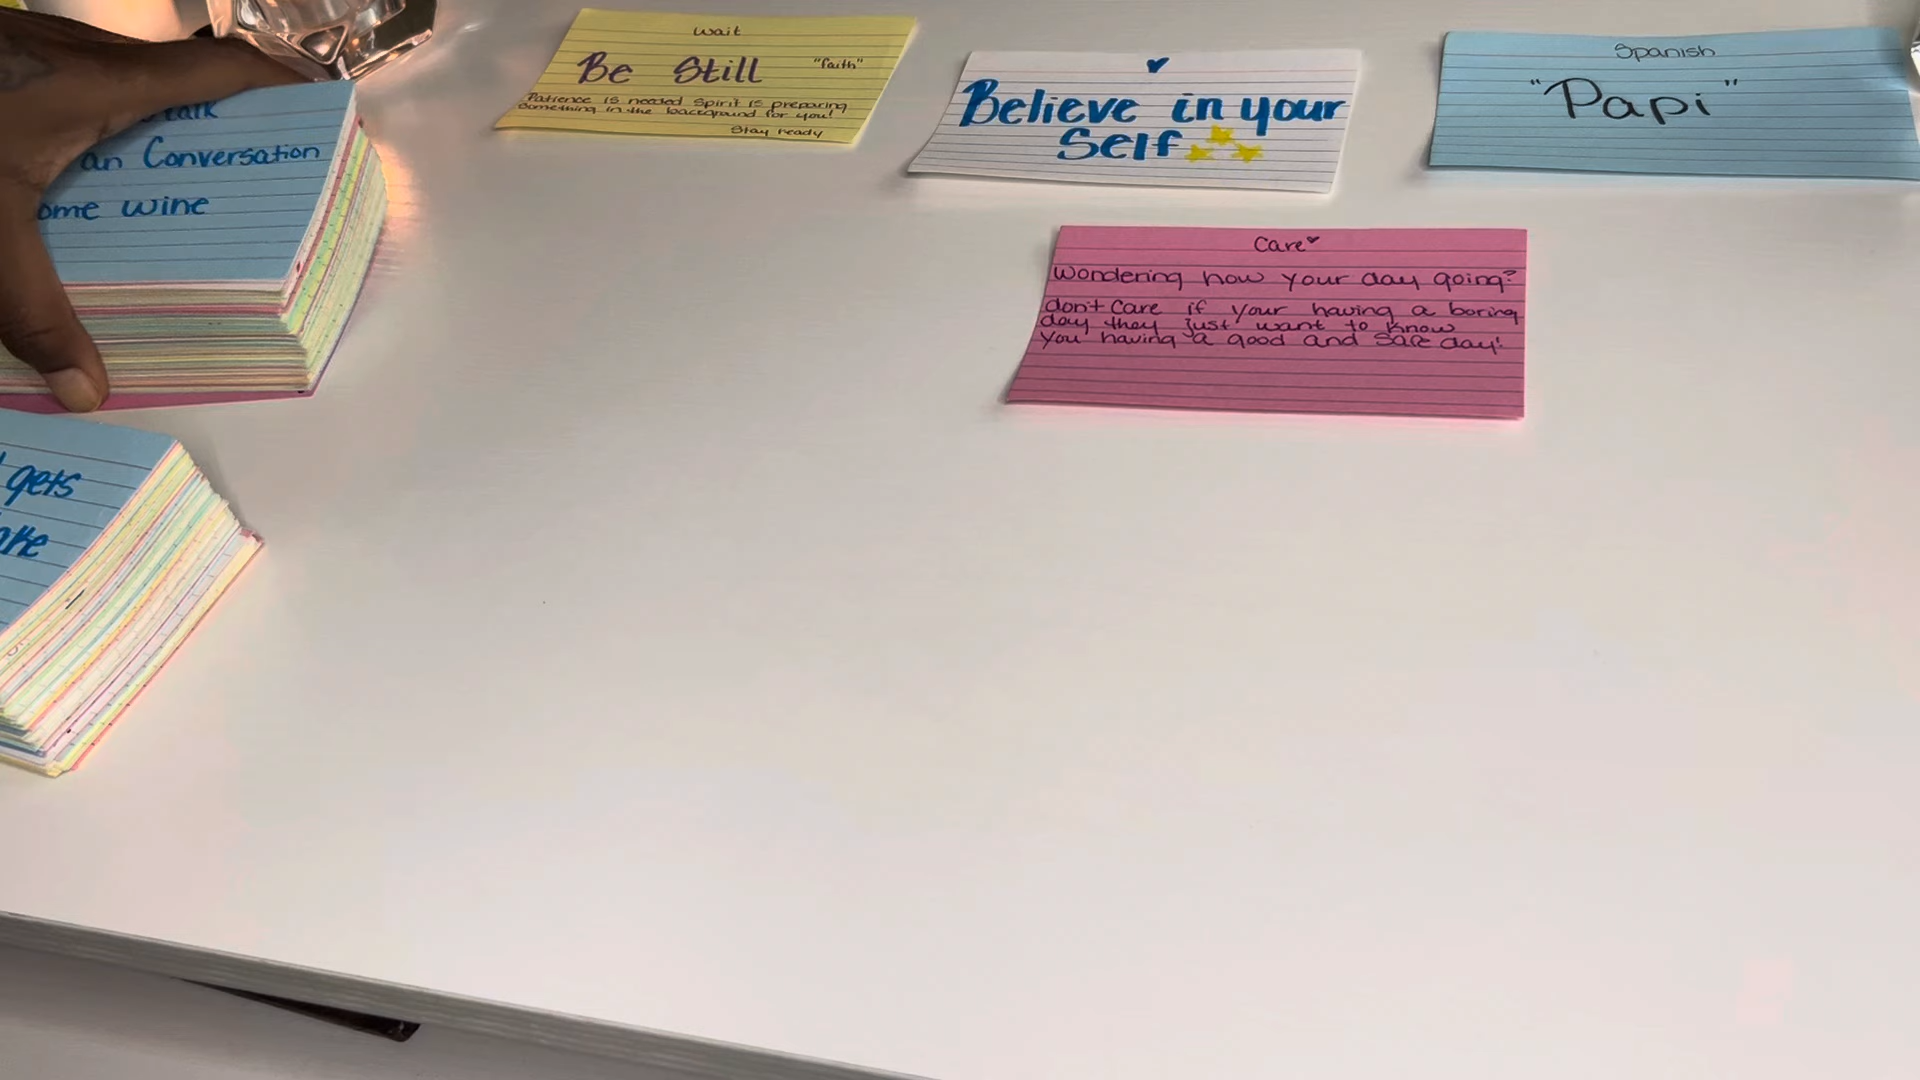 Wait
Be Still "faith"
Patience is needed Spirit is preparing
Something in the background for you!
Stay ready
Believe in your
Self
Spanish
"Papi"
Care
Wondering how your day going?
don't care if your having a boring
day they just want to know
you having a good and safe day!
talk
an Conversation
ome wine
gets